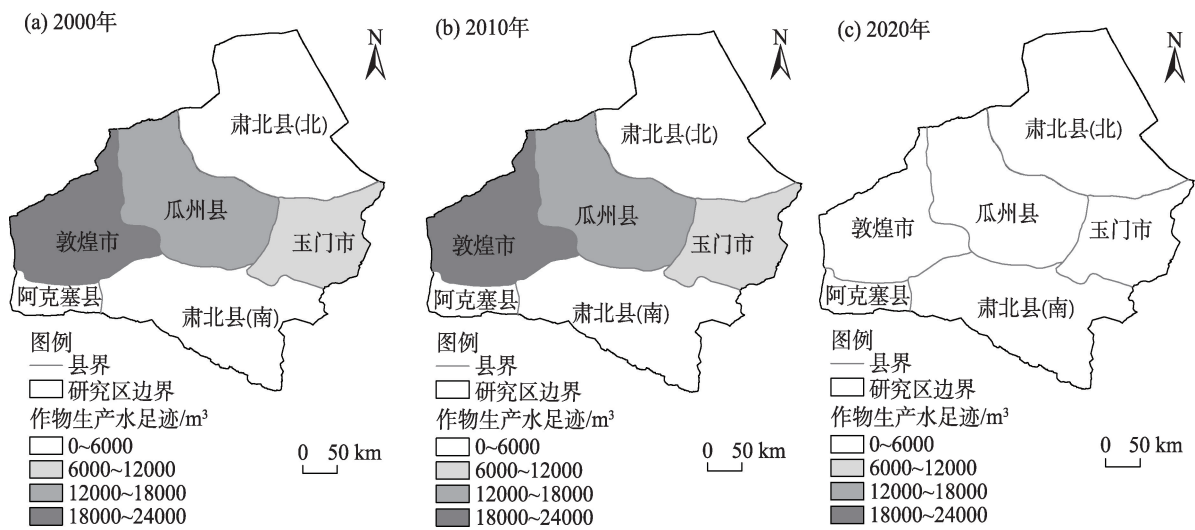 (a) 2000年
N
肃北县(北)
瓜州县
敦煌市
玉门市
阿克塞县
肃北县(南)
图例
县界
研究区边界
作物生产水足迹/m³
0~6000
6000~12000
12000~18000
18000~24000
0 50 km
(b) 2010年
N
肃北县(北)
瓜州县
敦煌市
玉门市
阿克塞县
肃北县(南)
图例
县界
研究区边界
作物生产水足迹/m³
0~6000
6000~12000
12000~18000
18000~24000
0 50 km
(c) 2020年
N
肃北县(北)
瓜州县
敦煌市
玉门市
阿克塞县
肃北县(南)
图例
县界
研究区边界
作物生产水足迹/m³
0~6000
6000~12000
12000~18000
18000~24000
0 50 km